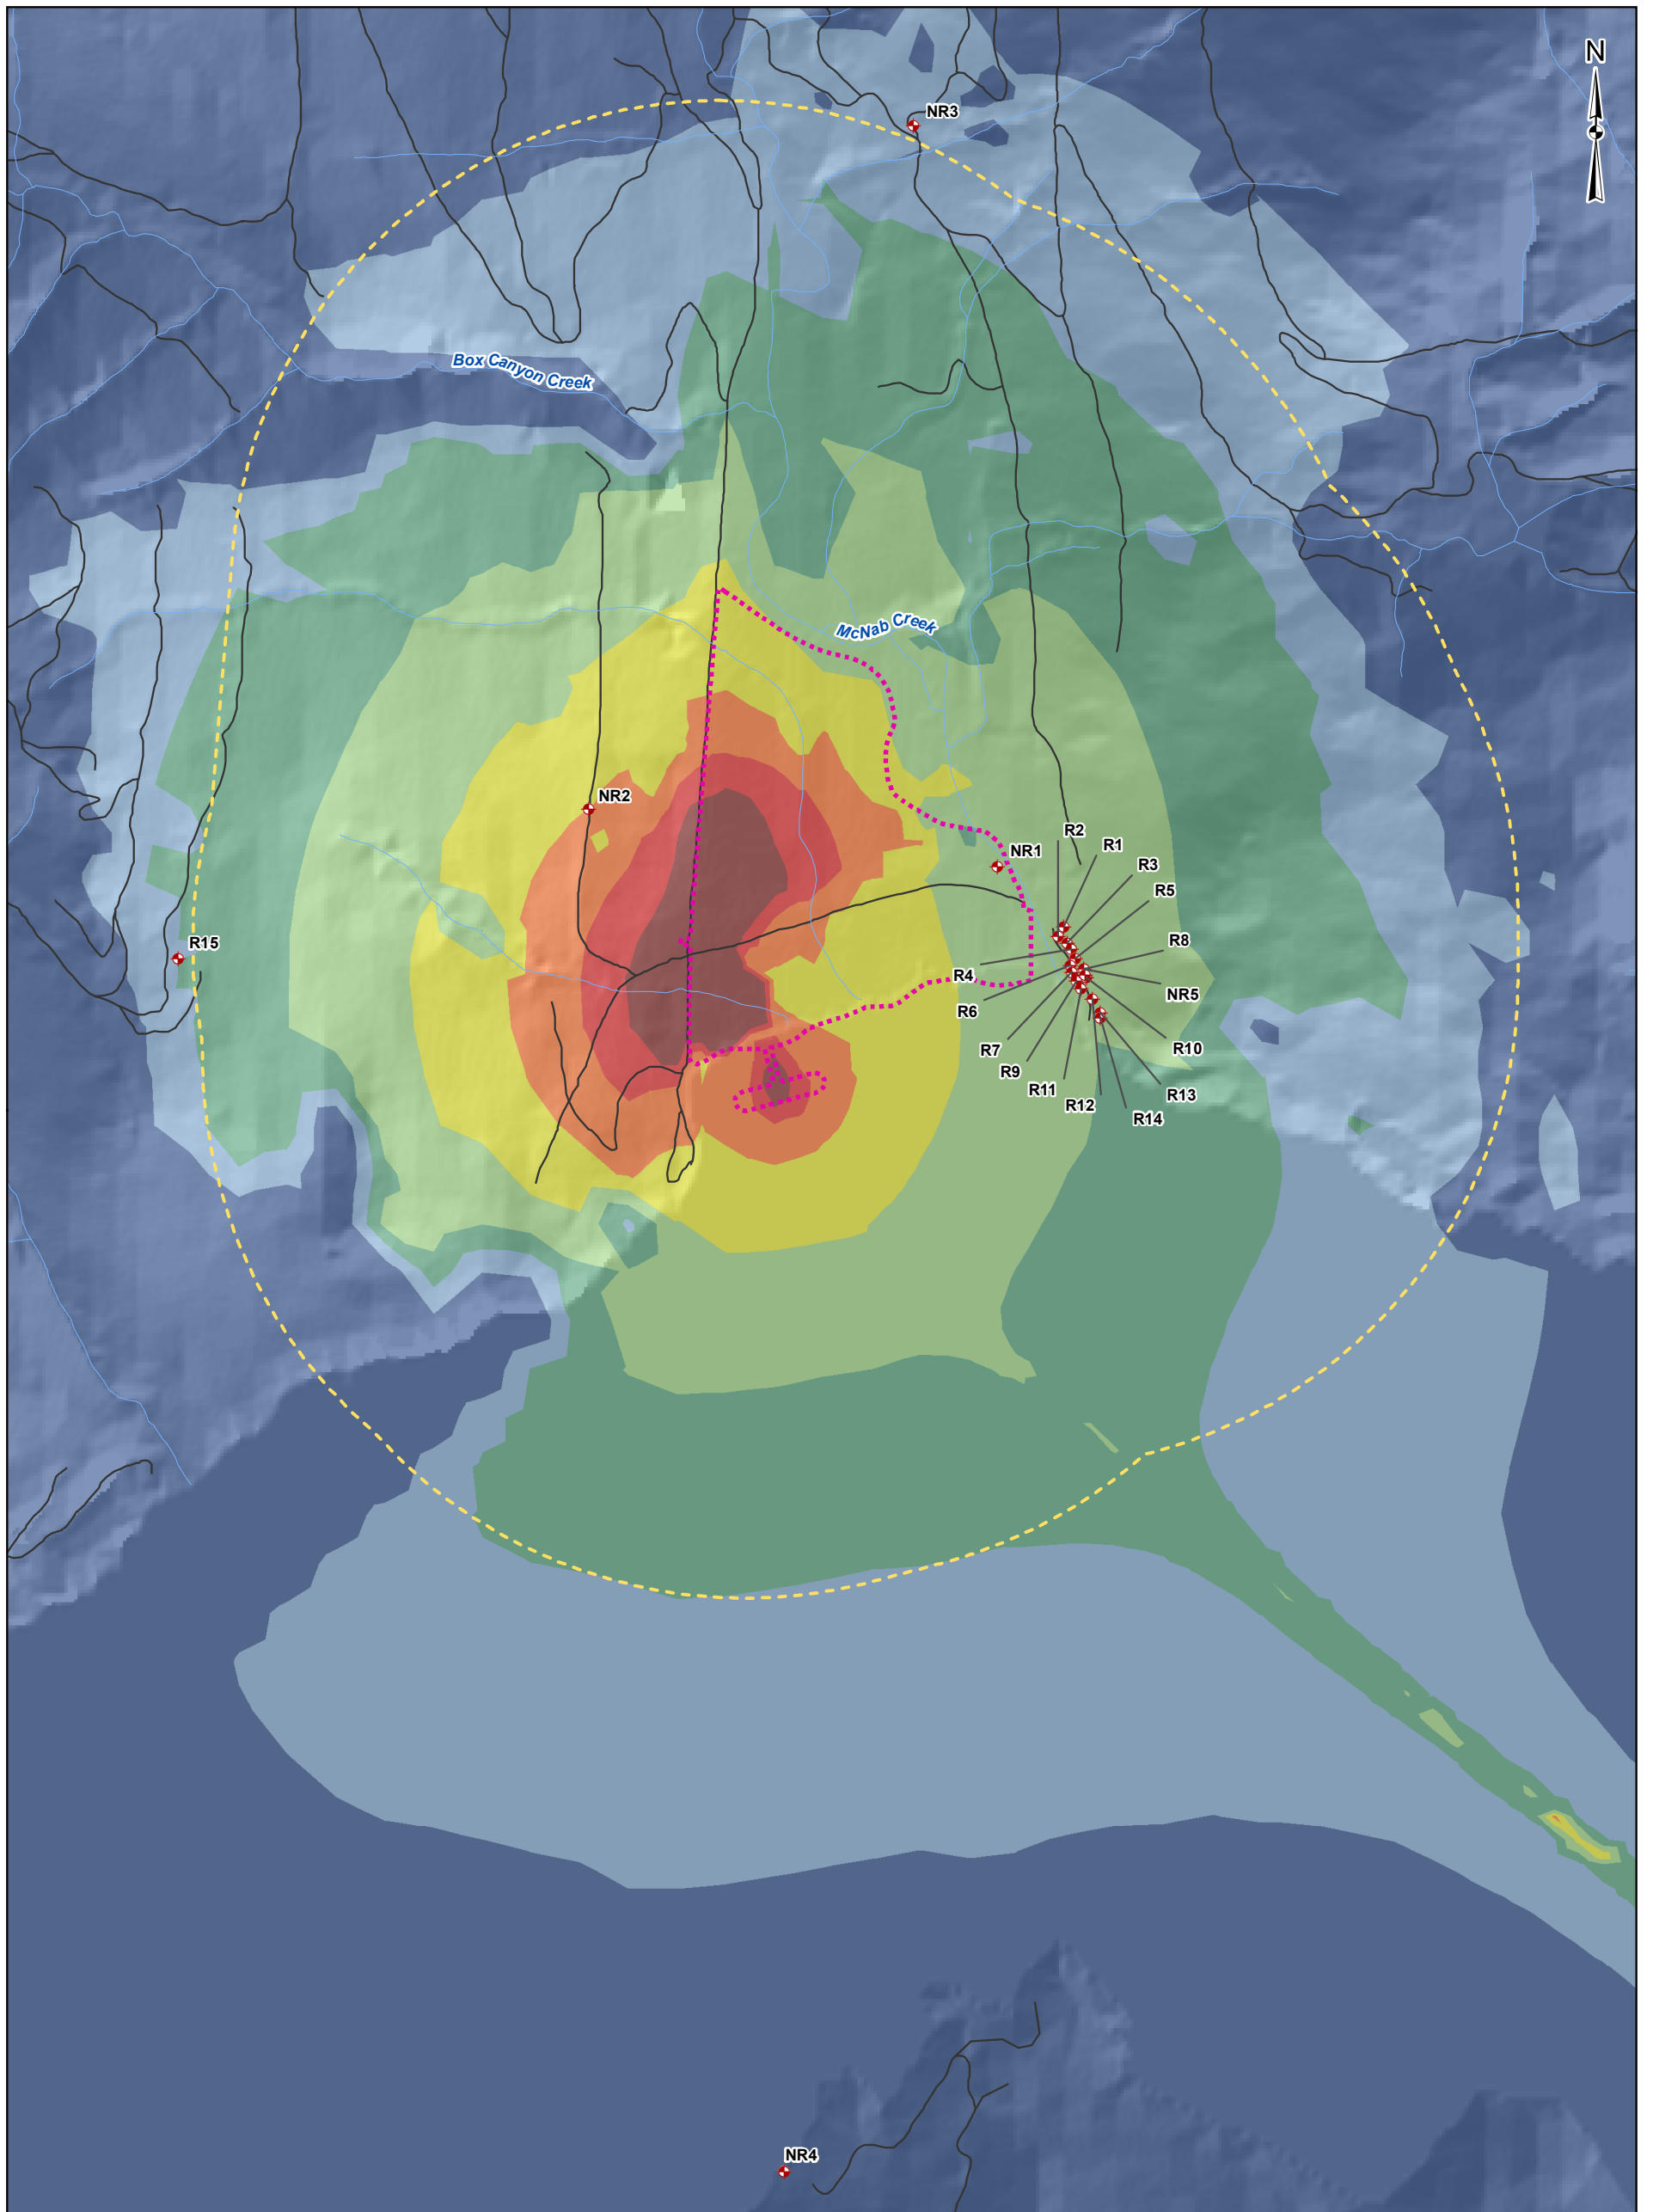 N
NR3
Box Canyon Creek
McNab Creek
NR2
R2
R1
NR1
R3
R5
R15
R8
R4
NR5
R6
R7
R10
R9
R11
R13
R12
R14
NR4